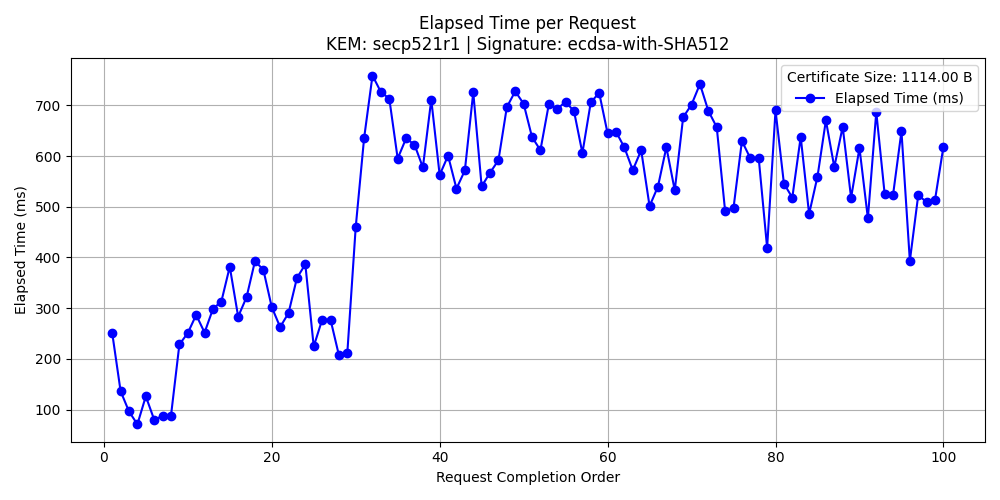 Elapsed Time per Request
KEM: secp521r1 | Signature: ecdsa-with-SHA512
Certificate Size: 1114.00 B
Elapsed Time (ms)
Elapsed Time (ms)
700
600
500
400
300
200
100
0 20 40 60 80 100
Request Completion Order